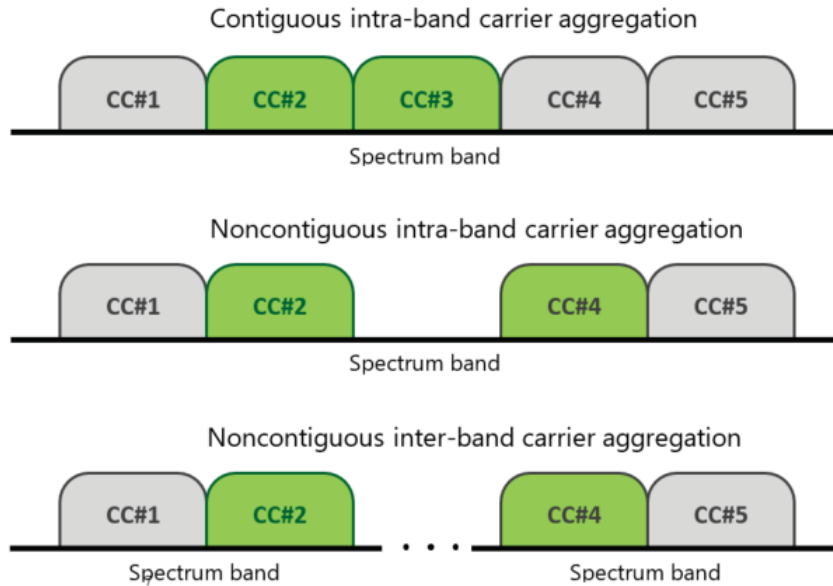 Contiguous intra-band carrier aggregation
CC#1 CC#2 CC#3 CC#4 CC#5
Spectrum band
Noncontiguous intra-band carrier aggregation
CC#1 CC#2 CC#4 CC#5
Spectrum band
Noncontiguous inter-band carrier aggregation
CC#1 CC#2 CC#4 CC#5
. . .
Spectrum band Spectrum band